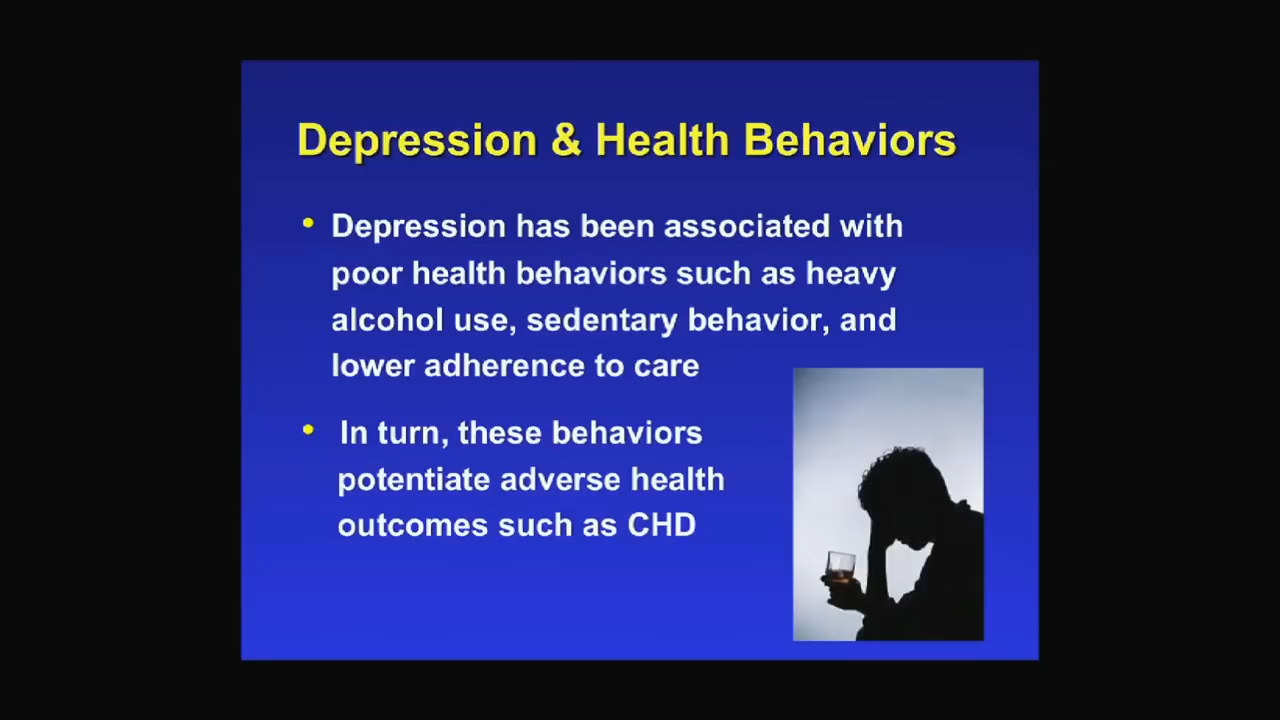 Depression & Health Behaviors
• Depression has been associated with
poor health behaviors such as heavy
alcohol use, sedentary behavior, and
lower adherence to care
• In turn, these behaviors
potentiate adverse health
outcomes such as CHD